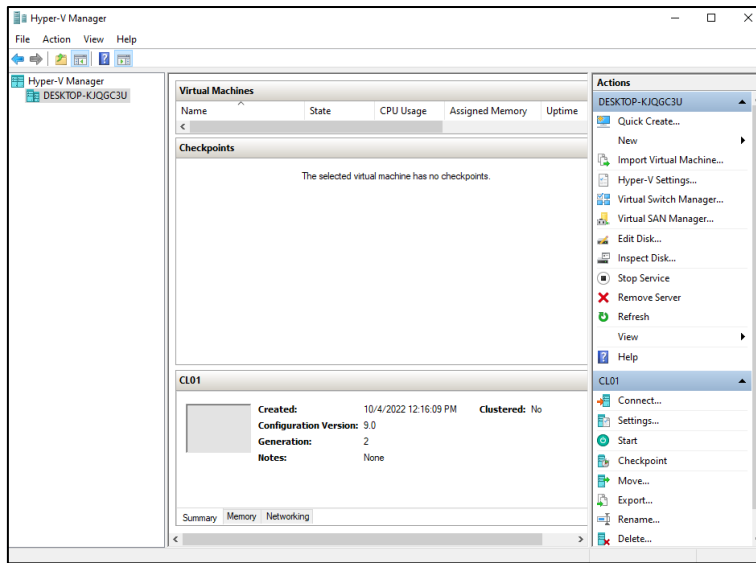 Hyper-V Manager
File Action View Help
Hyper-V Manager
DESKTOP-KJQGC3U
Virtual Machines
Name State CPU Usage Assigned Memory Uptime
Checkpoints
The selected virtual machine has no checkpoints.
CL01
Created: 10/4/2022 12:16:09 PM Clustered: No
Configuration Version: 9.0
Generation: 2
Notes: None
Summary Memory Networking
Actions
DESKTOP-KJQGC3U
Quick Create...
New
Import Virtual Machine...
Hyper-V Settings...
Virtual Switch Manager...
Virtual SAN Manager...
Edit Disk...
Inspect Disk...
Stop Service
Remove Server
Refresh
View
Help
CL01
Connect...
Settings...
Start
Checkpoint
Move...
Export...
Rename...
Delete...